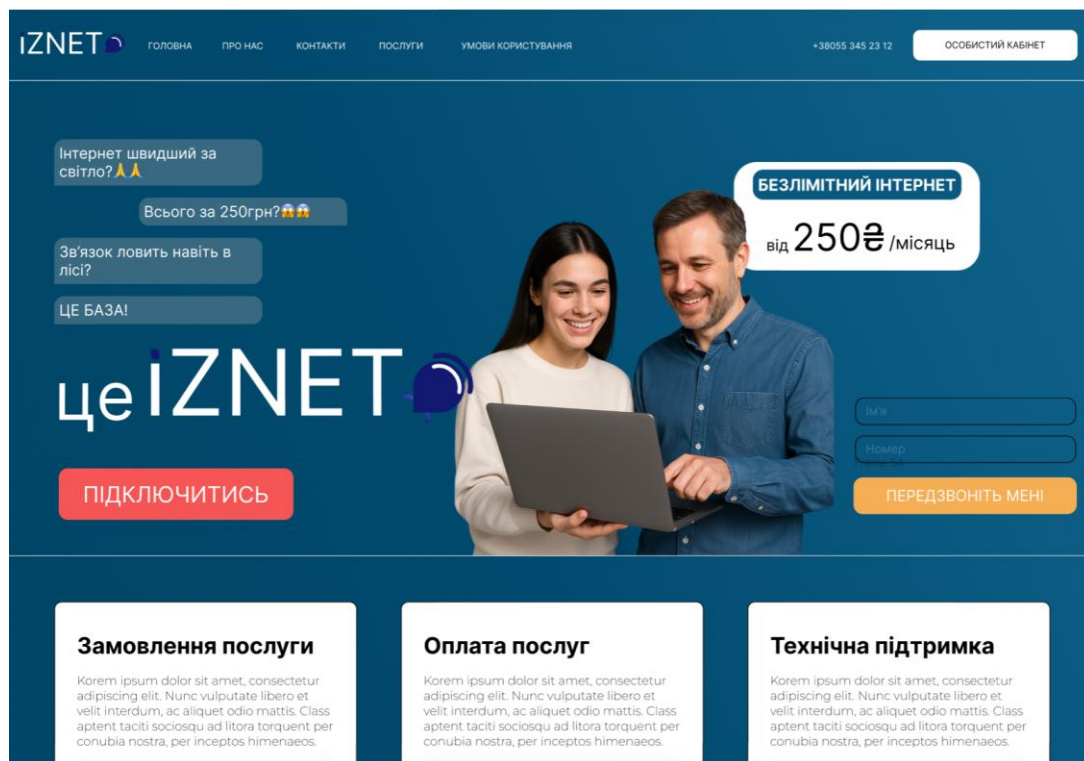 iZNET
ГОЛОВНА
ПРО НАС
КОНТАКТИ
ПОСЛУГИ
УМОВИ КОРИСТУВАННЯ
+38055 345 23 12
ОСОБИСТИЙ КАБІНЕТ
Інтернет швидший за
світло?🙏🙏
Всього за 250грн?😱😱
Зв'язок ловить навіть в
лісі?
ЦЕ БАЗА!
це iZNET
ПІДКЛЮЧИТИСЬ
БЕЗЛІМІТНИЙ ІНТЕРНЕТ
від 250₴/місяць
Ім'я
Номер
ПЕРЕДЗВОНІТЬ МЕНІ
Замовлення послуги
Korem ipsum dolor sit amet, consectetur
adipiscing elit. Nunc vulputate libero et
velit interdum, ac aliquet odio mattis. Class
aptent taciti sociosqu ad litora torquent per
conubia nostra, per inceptos himenaeos.
Оплата послуг
Korem ipsum dolor sit amet, consectetur
adipiscing elit. Nunc vulputate libero et
velit interdum, ac aliquet odio mattis. Class
aptent taciti sociosqu ad litora torquent per
conubia nostra, per inceptos himenaeos.
Технічна підтримка
Korem ipsum dolor sit amet, consectetur
adipiscing elit. Nunc vulputate libero et
velit interdum, ac aliquet odio mattis. Class
aptent taciti sociosqu ad litora torquent per
conubia nostra, per inceptos himenaeos.